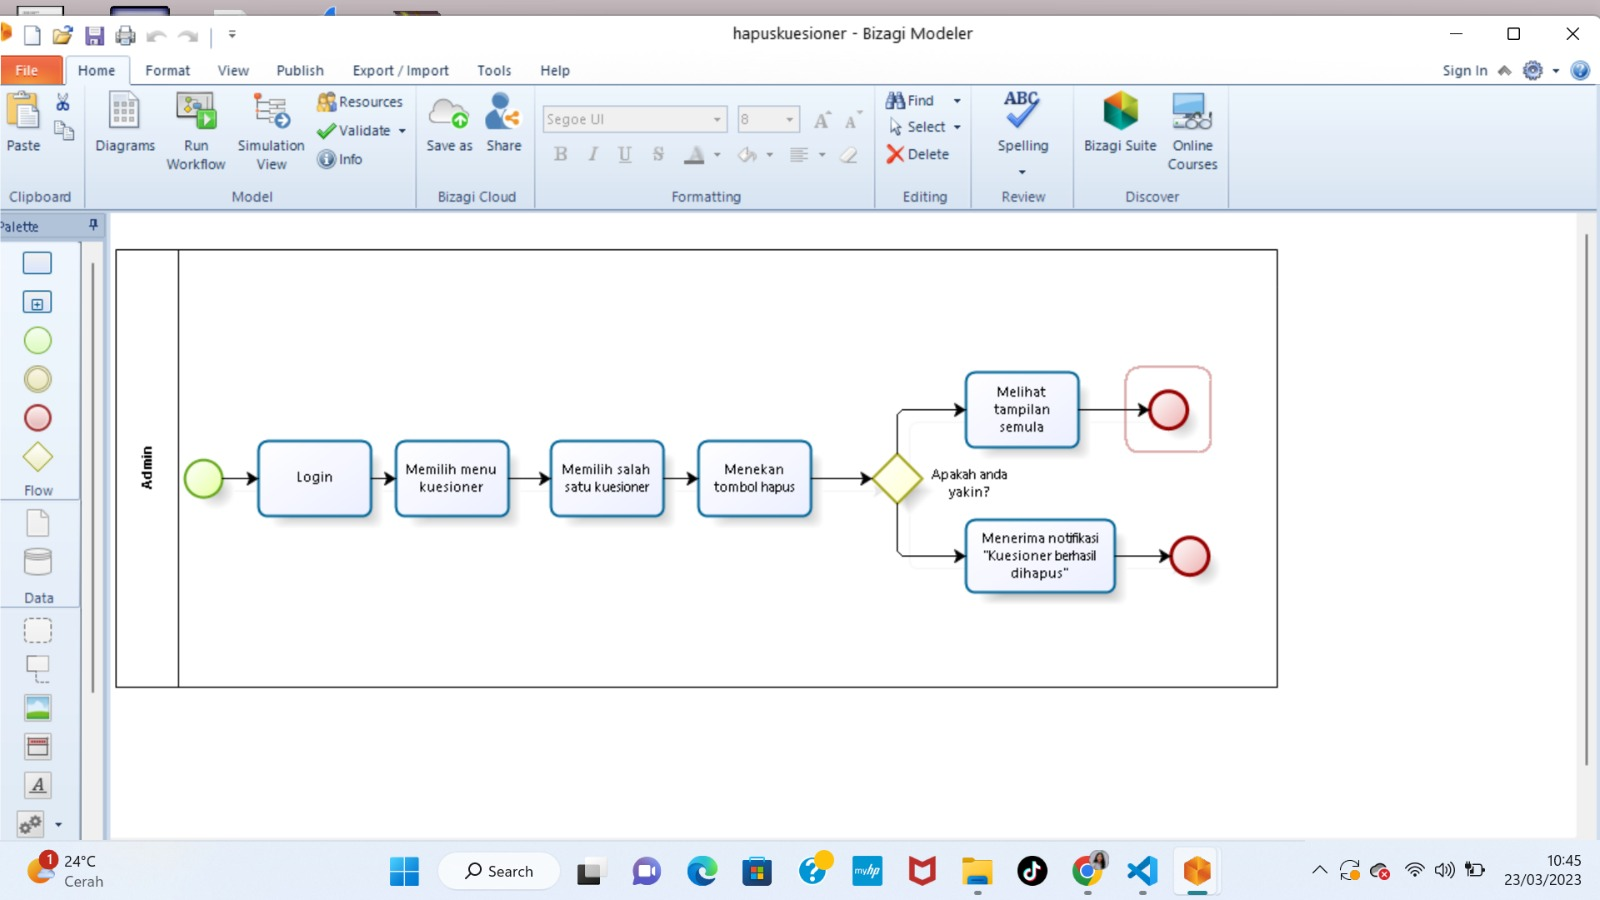 hapuskuesioner - Bizagi Modeler
File Home Format View Publish Export / Import Tools Help Sign In
Paste
Diagrams
Run
Workflow
Simulation
View
Resources
Validate
Info
Save as
Share
Segoe UI
8
B I U S A
Find
Select
Delete
ABC
Spelling
Bizagi Suite
Online
Courses
Clipboard Model Bizagi Cloud Formatting Editing Review Discover
Palette
Flow
Data
A
Admin
Login
Memilih menu
kuesioner
Memilih salah
satu kuesioner
Menekan
tombol hapus
Apakah anda
yakin?
Melihat
tampilan
semula
Menerima notifikasi
"Kuesioner berhasil
dihapus"
1
24°C
Cerah
Search
myhp
10:45
23/03/2023